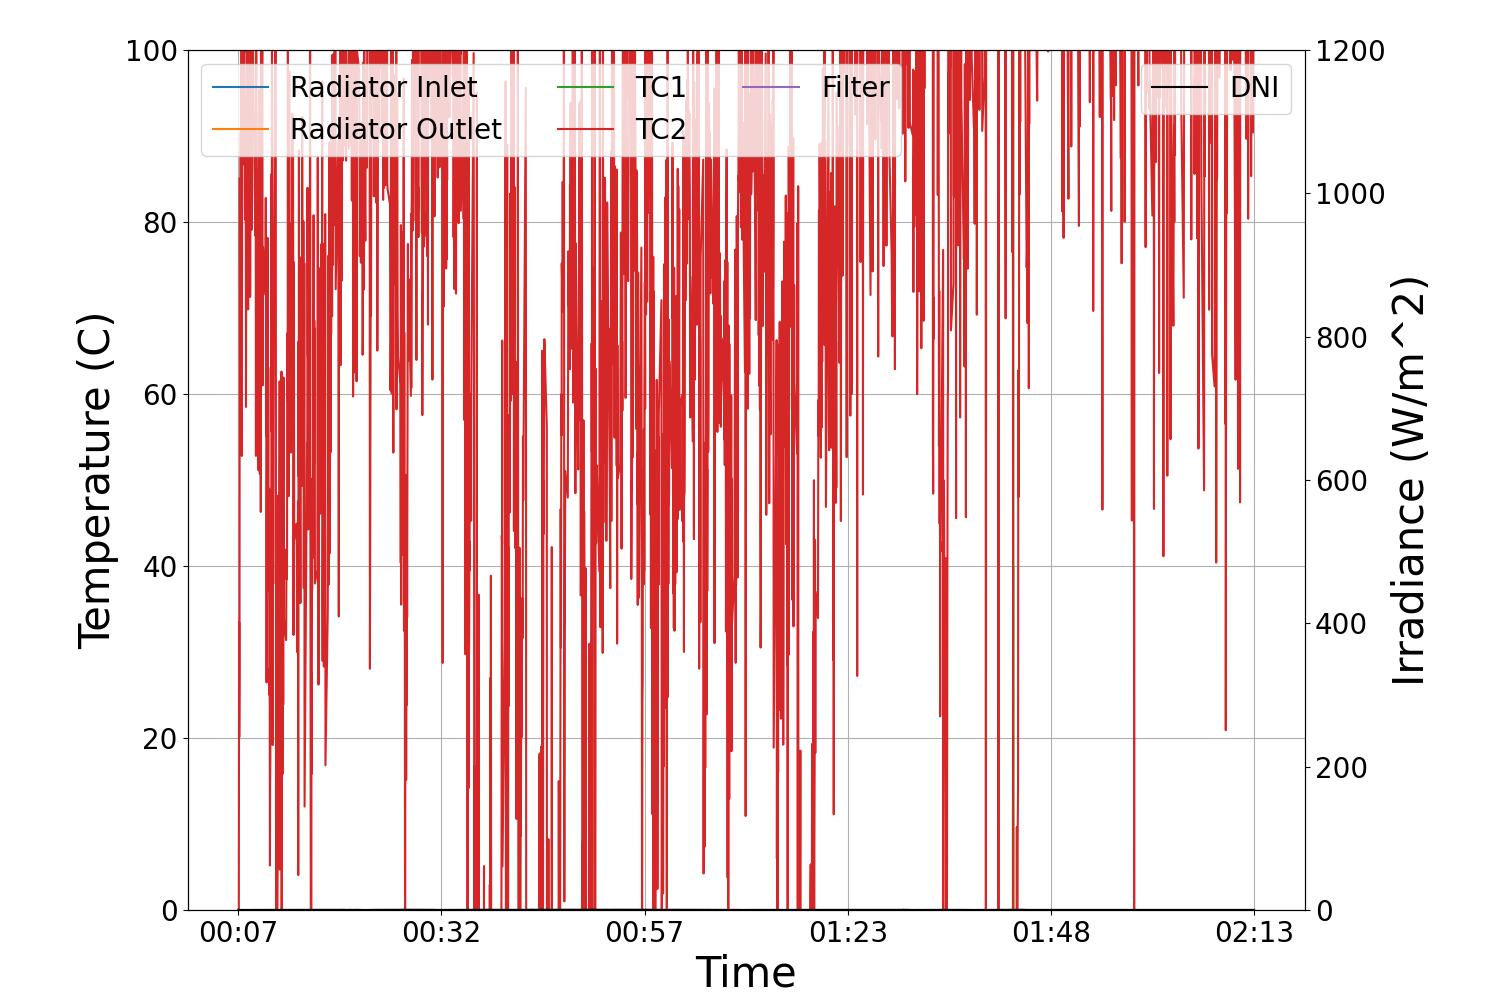 100
80
60
40
20
0
Temperature (C)
Radiator Inlet
Radiator Outlet
TC1
TC2
Filter
DNI
1200
1000
800
600
400
200
0
Irradiance (W/m^2)
00:07
00:32
00:57
01:23
01:48
02:13
Time